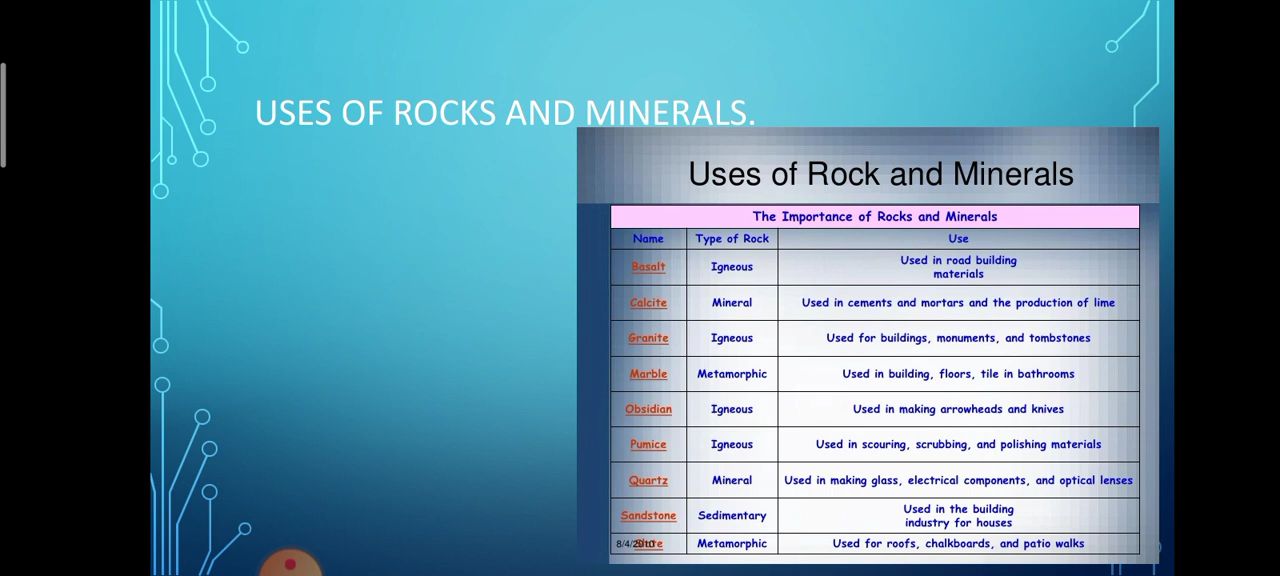 USES OF ROCKS AND MINERALS.
Uses of Rock and Minerals
The Importance of Rocks and Minerals
Name Type of Rock Use
Basalt Igneous Used in road building
materials
Calcite Mineral Used in cements and mortars and the production of lime
Granite Igneous Used for buildings, monuments, and tombstones
Marble Metamorphic Used in building, floors, tile in bathrooms
Obsidian Igneous Used in making arrowheads and knives
Pumice Igneous Used in scouring, scrubbing, and polishing materials
Quartz Mineral Used in making glass, electrical components, and optical lenses
Sandstone Sedimentary Used in the building
industry for houses
Metamorphic Used for roofs, chalkboards, and patio walks